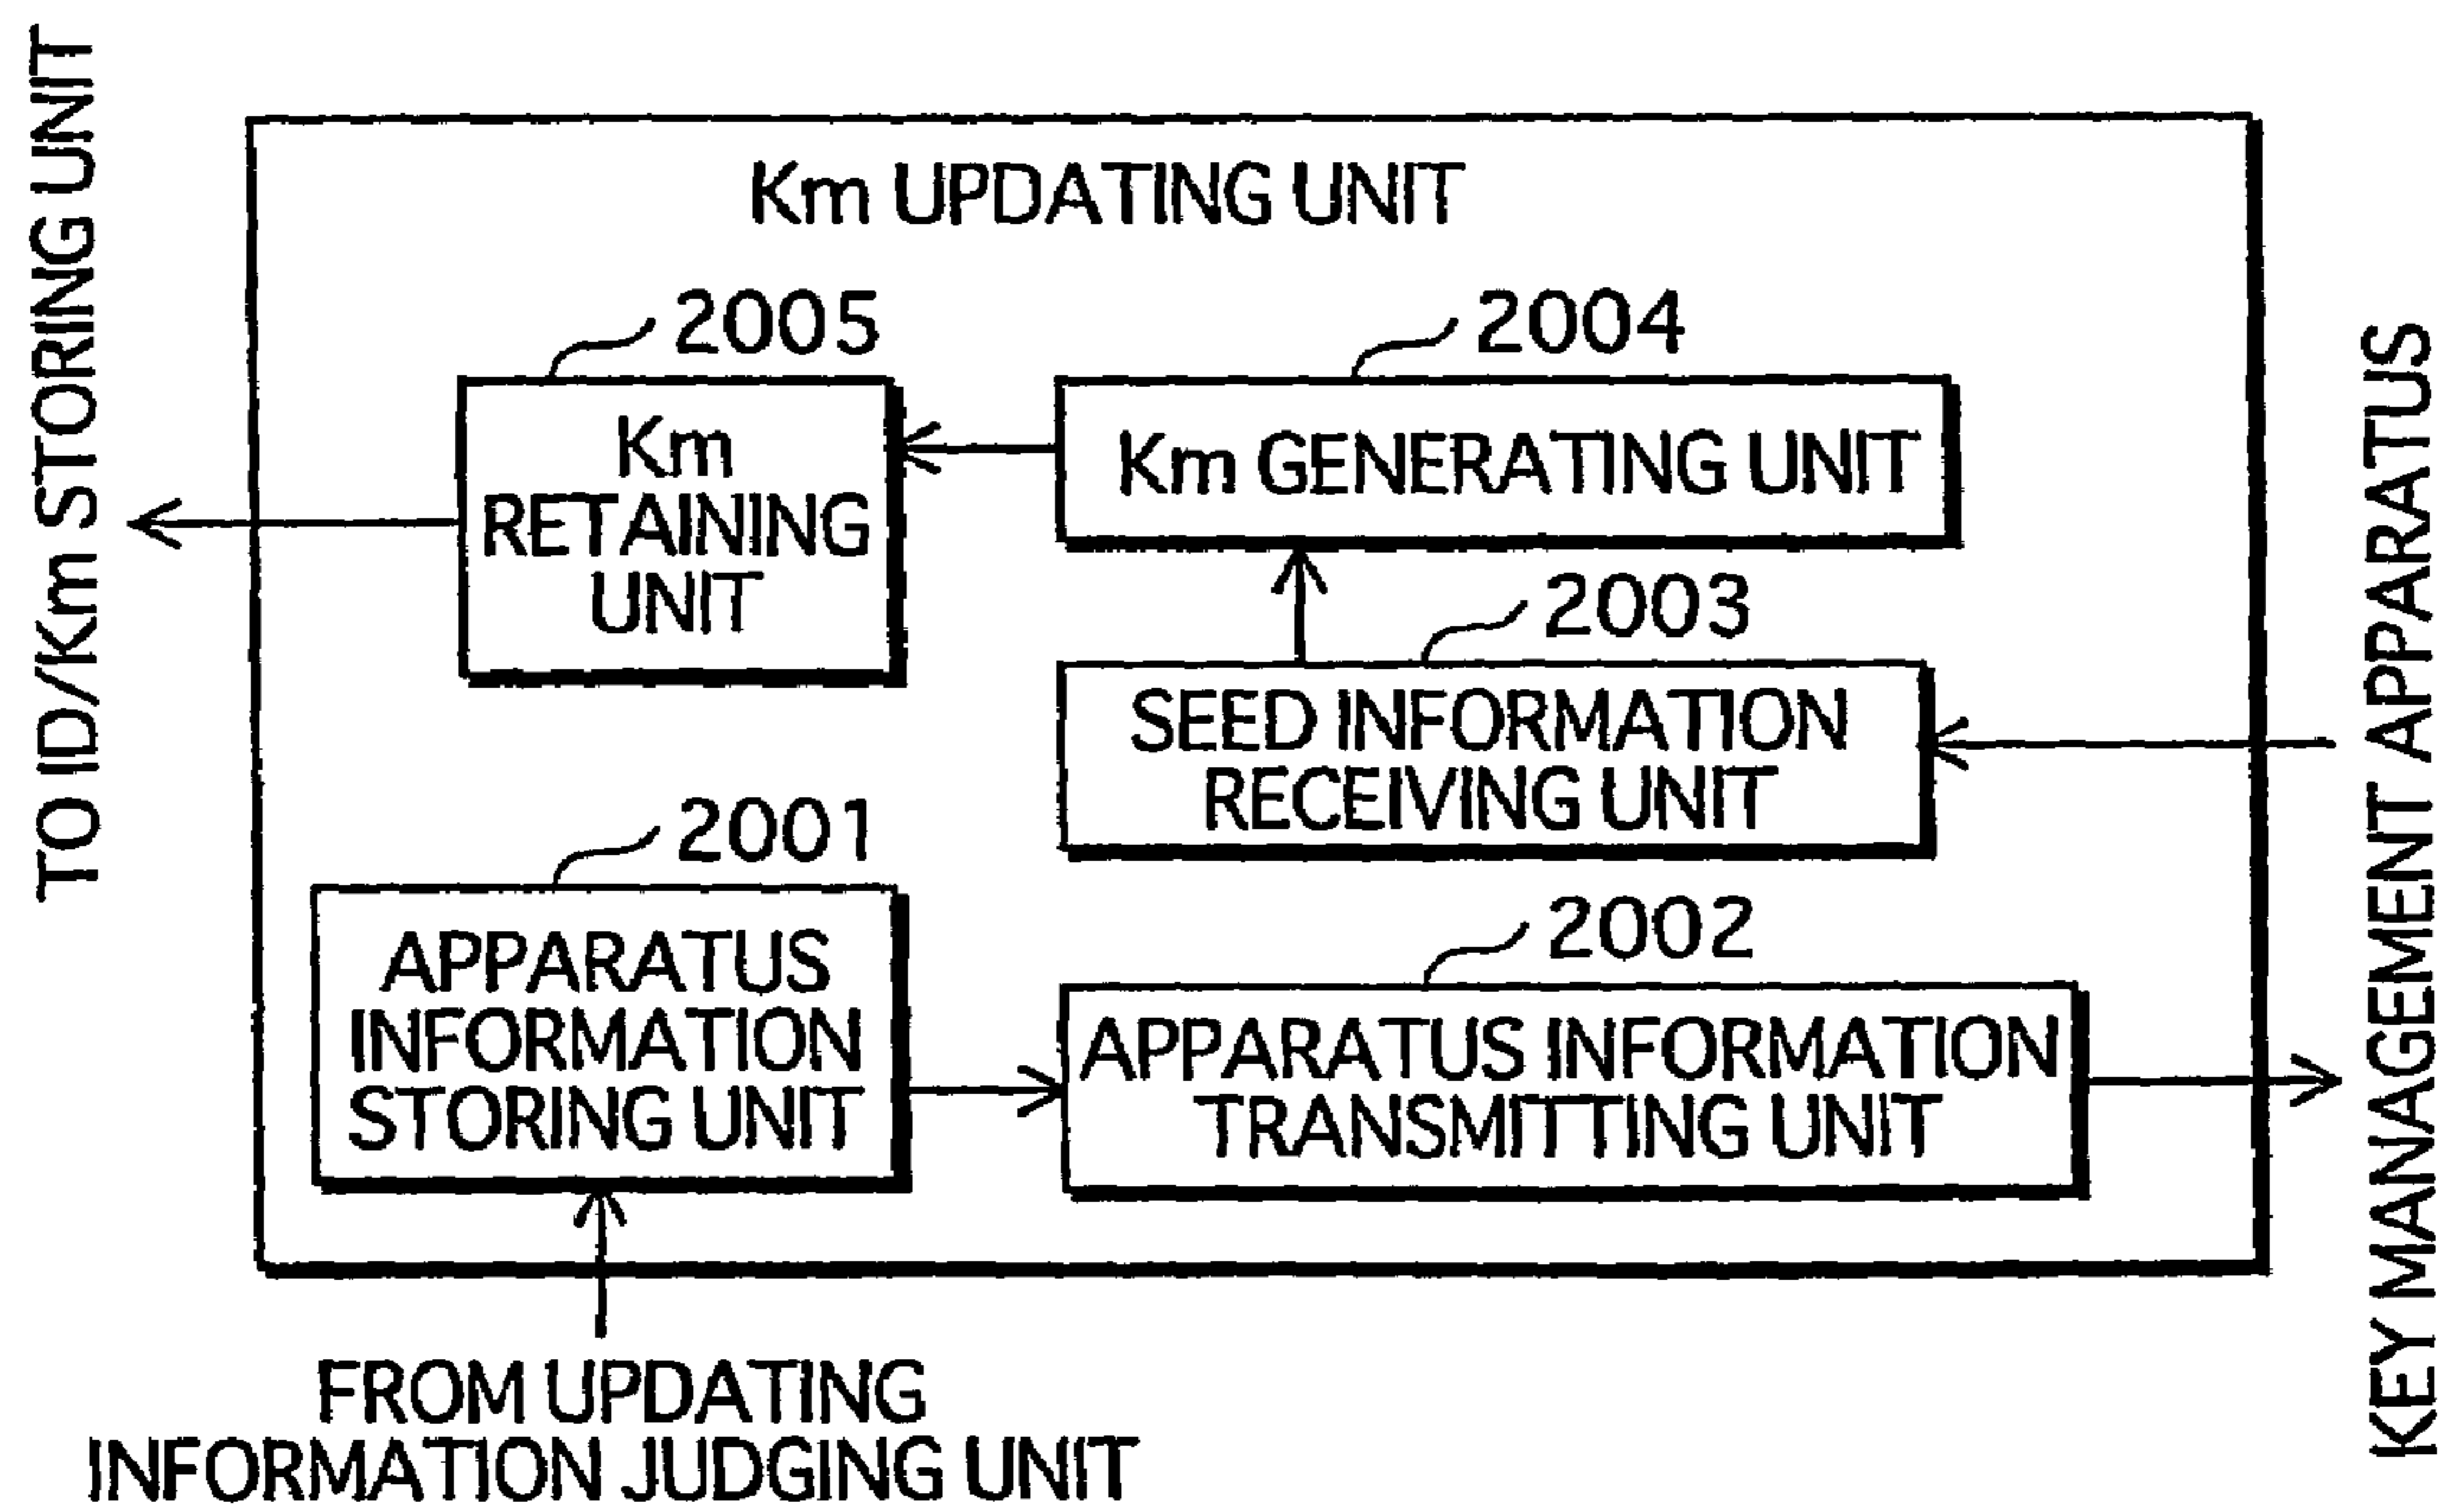 TO ID/Km STORING UNIT
Km UPDATING UNIT
2005
2004
Km
RETAINING
UNIT
Km GENERATING UNIT
2003
SEED INFORMATION
RECEIVING UNIT
2001
2002
APPARATUS
INFORMATION
STORING UNIT
APPARATUS INFORMATION
TRANSMITTING UNIT
KEY MANAGEMENT APPARATUS
FROM UPDATING
INFORMATION JUDGING UNIT